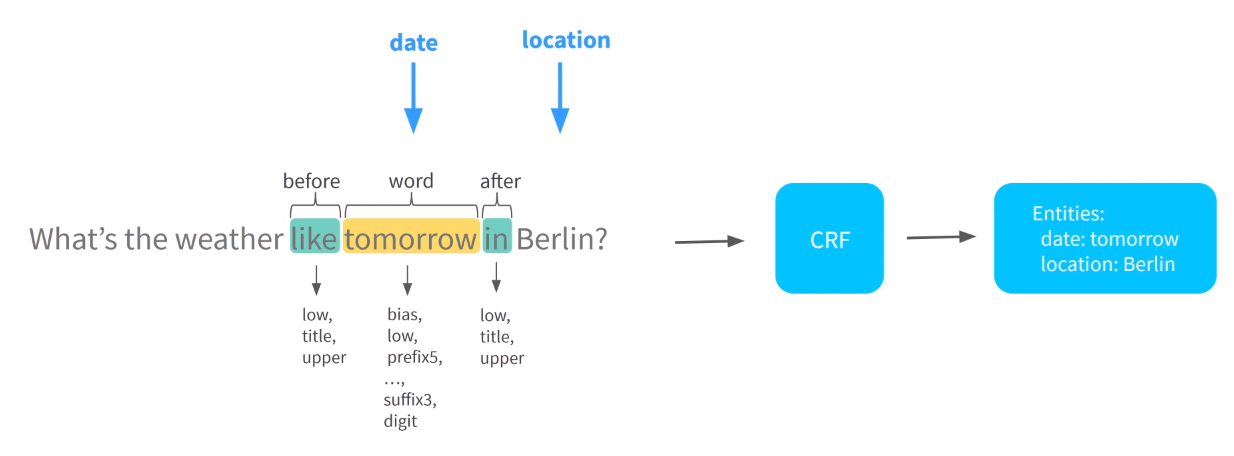 date
location
before
word
after
What’s the weather like tomorrow in Berlin?
low,
title,
upper
bias,
low,
prefix5,
...,
suffix3,
digit
low,
title,
upper
CRF
Entities:
date: tomorrow
location: Berlin